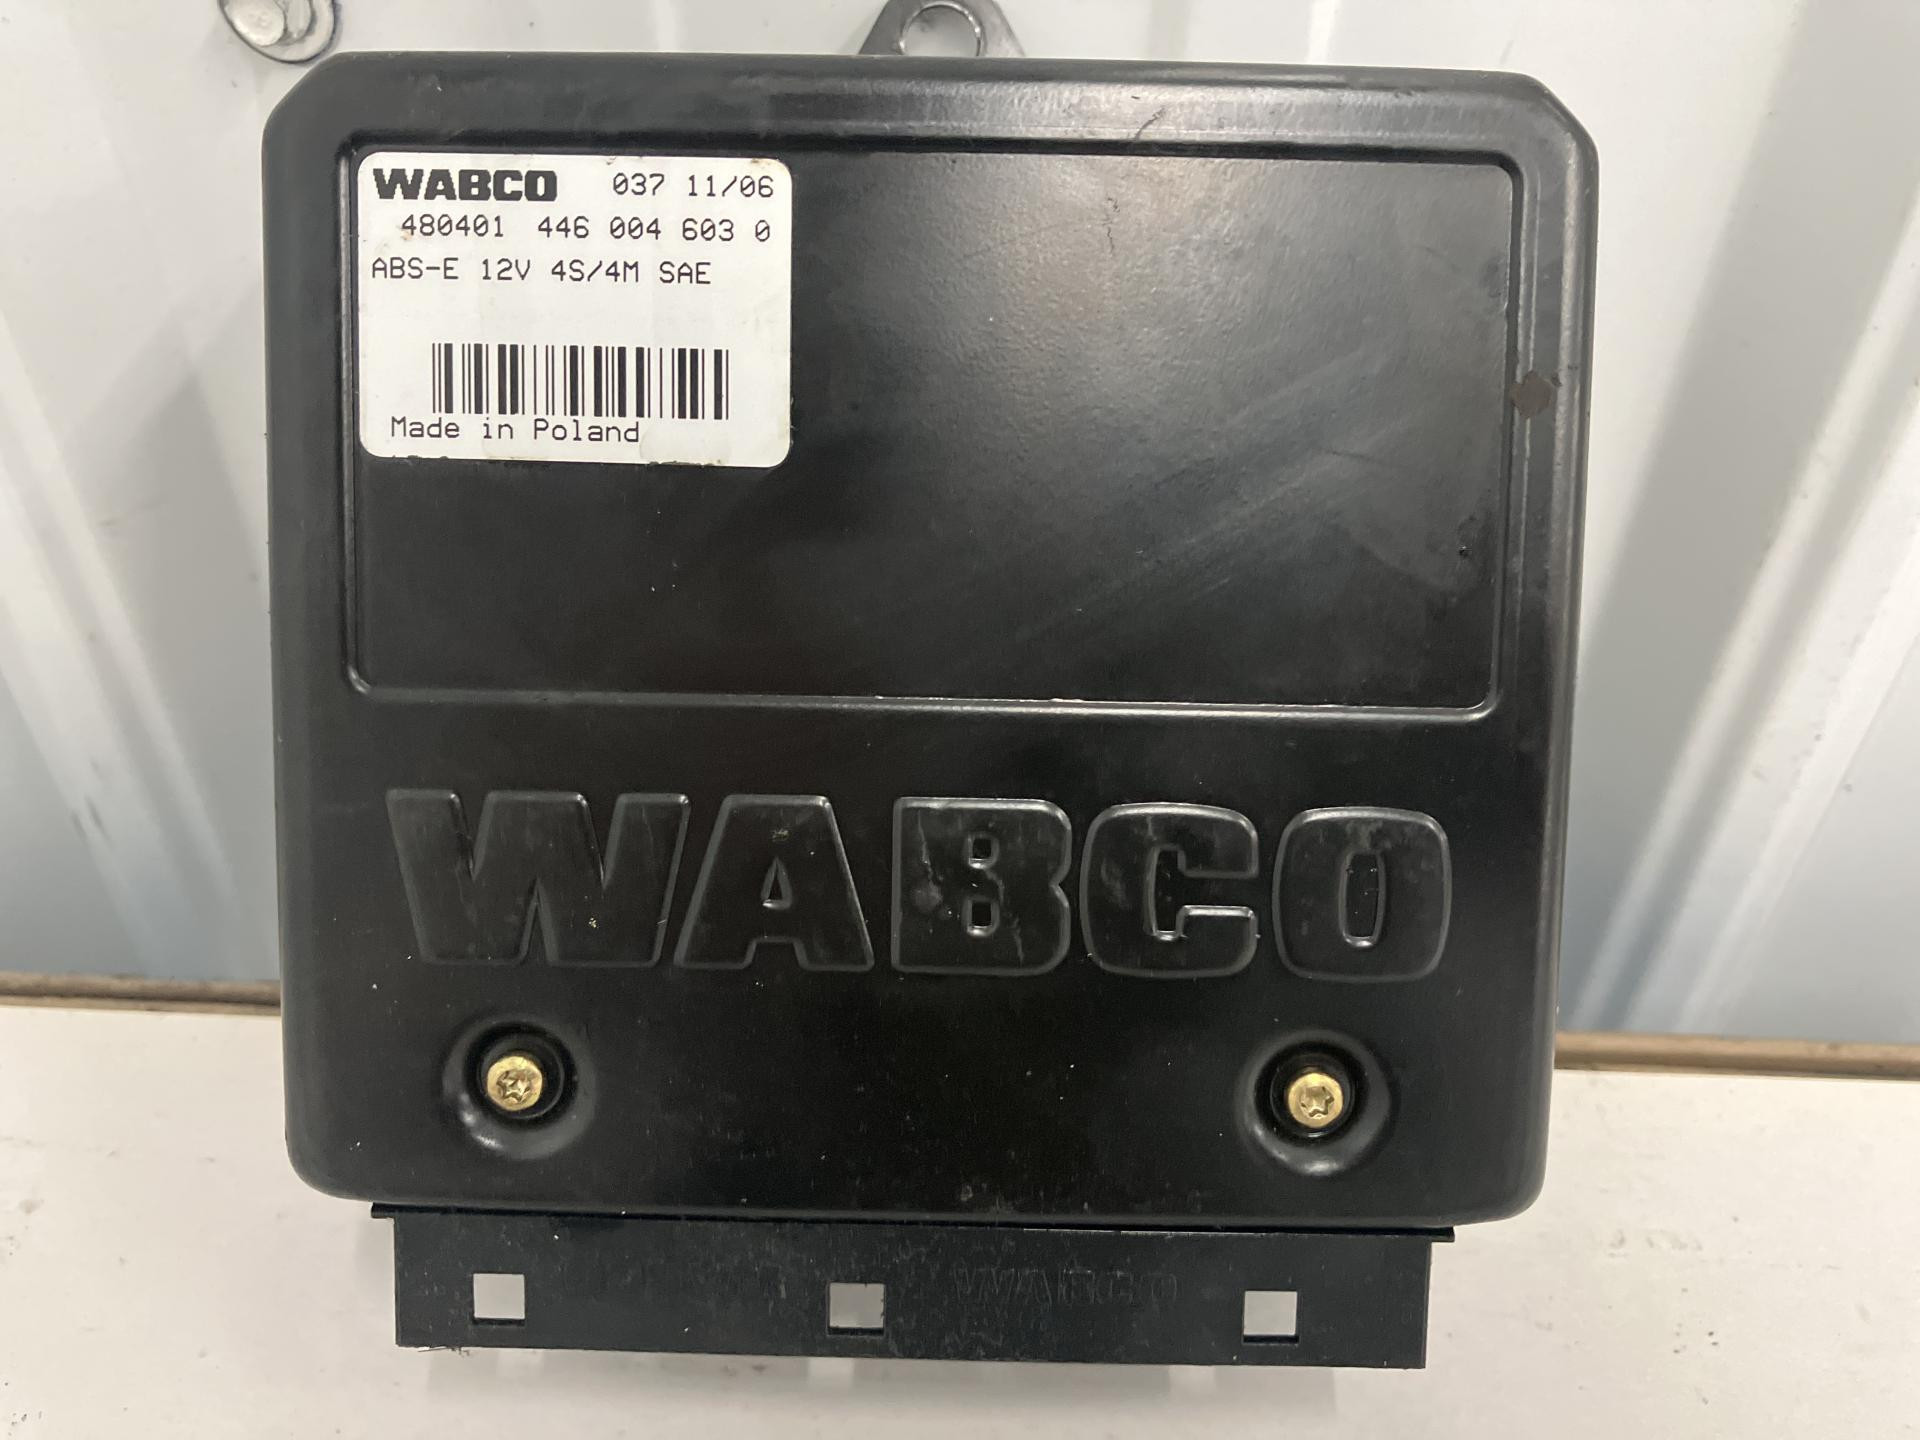 WABCO 037 11/06
480401 446 004 603 0
ABS-E 12V 4S/4M SAE
Made in Poland
WABCO
WABCO